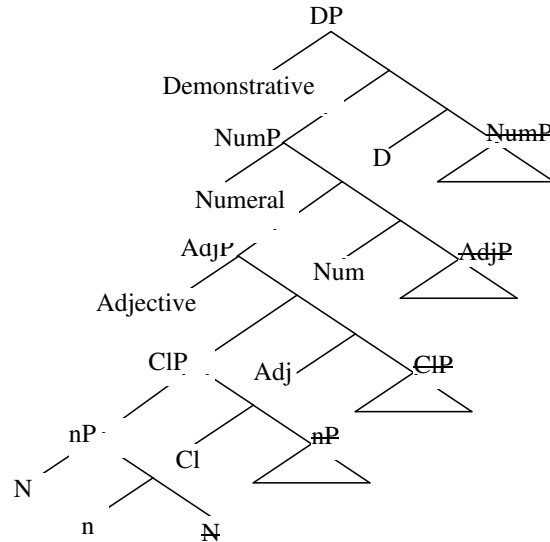 DP
Demonstrative
NumP D NumP
Numeral
AdjP Num AdjP
Adjective
ClP Adj ClP
nP Cl nP
N
n N